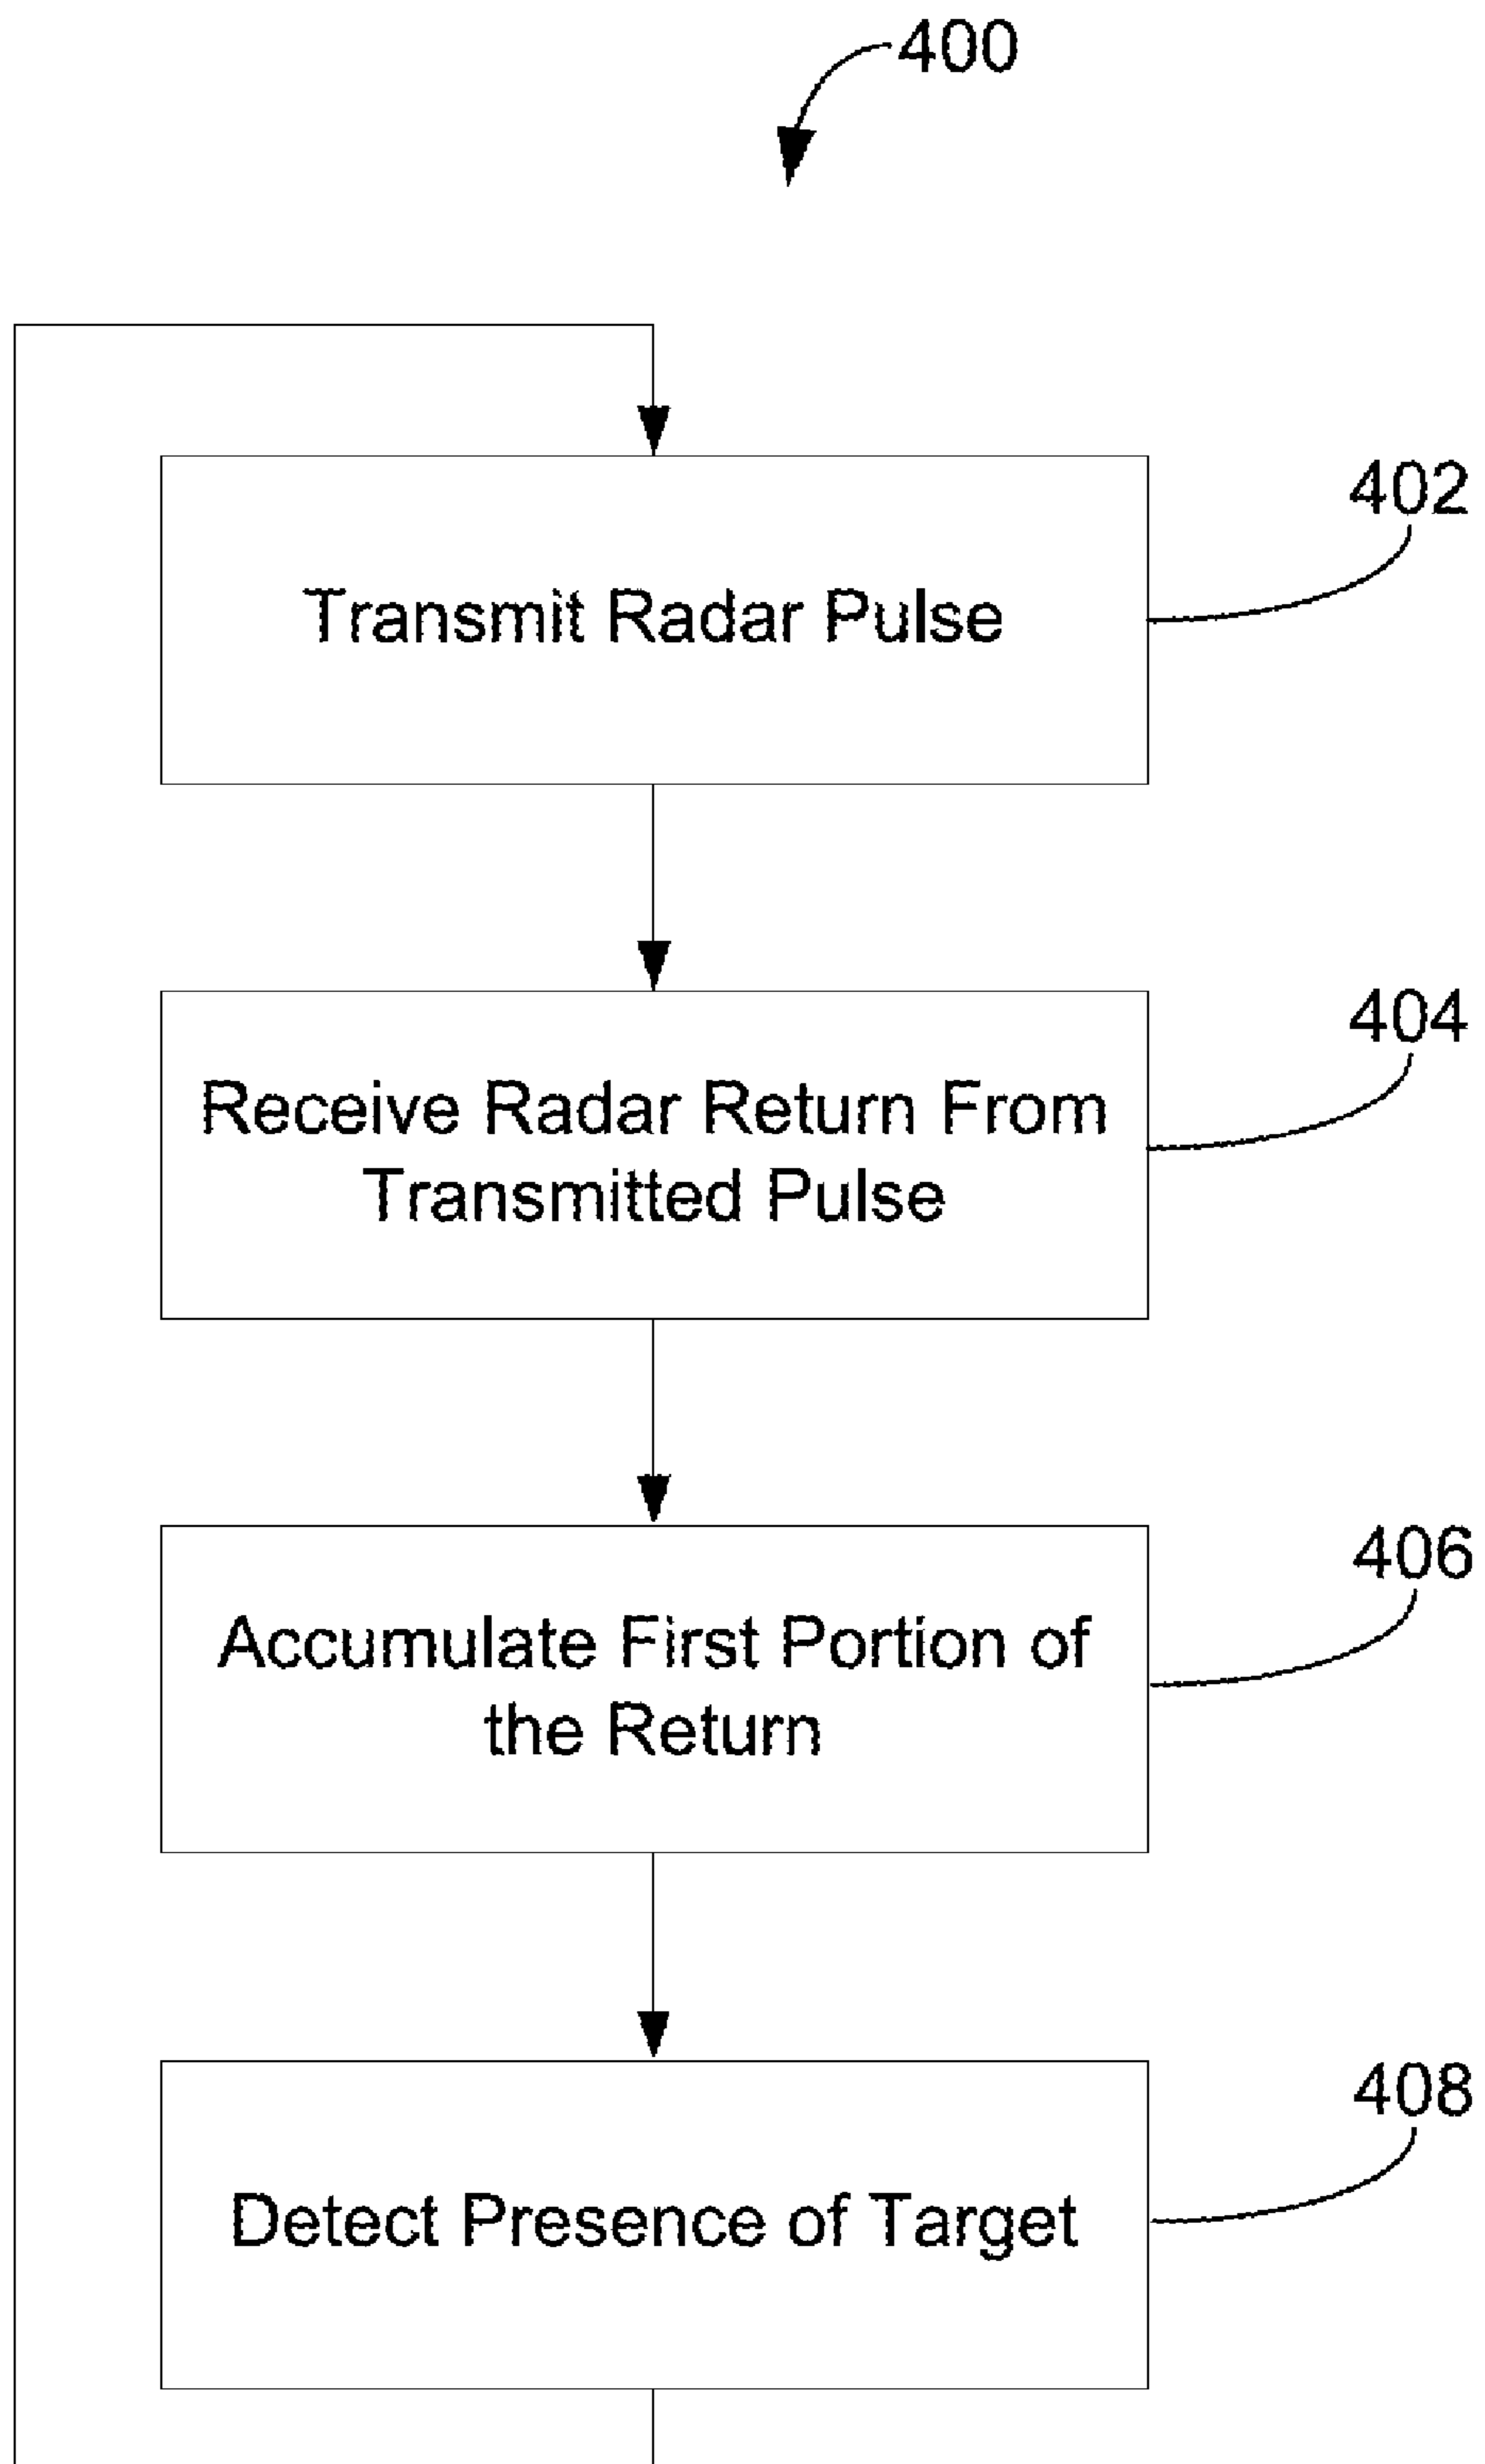 400
402
Transmit Radar Pulse
404
Receive Radar Return From
Transmitted Pulse
406
Accumulate First Portion of
the Return
408
Detect Presence of Target